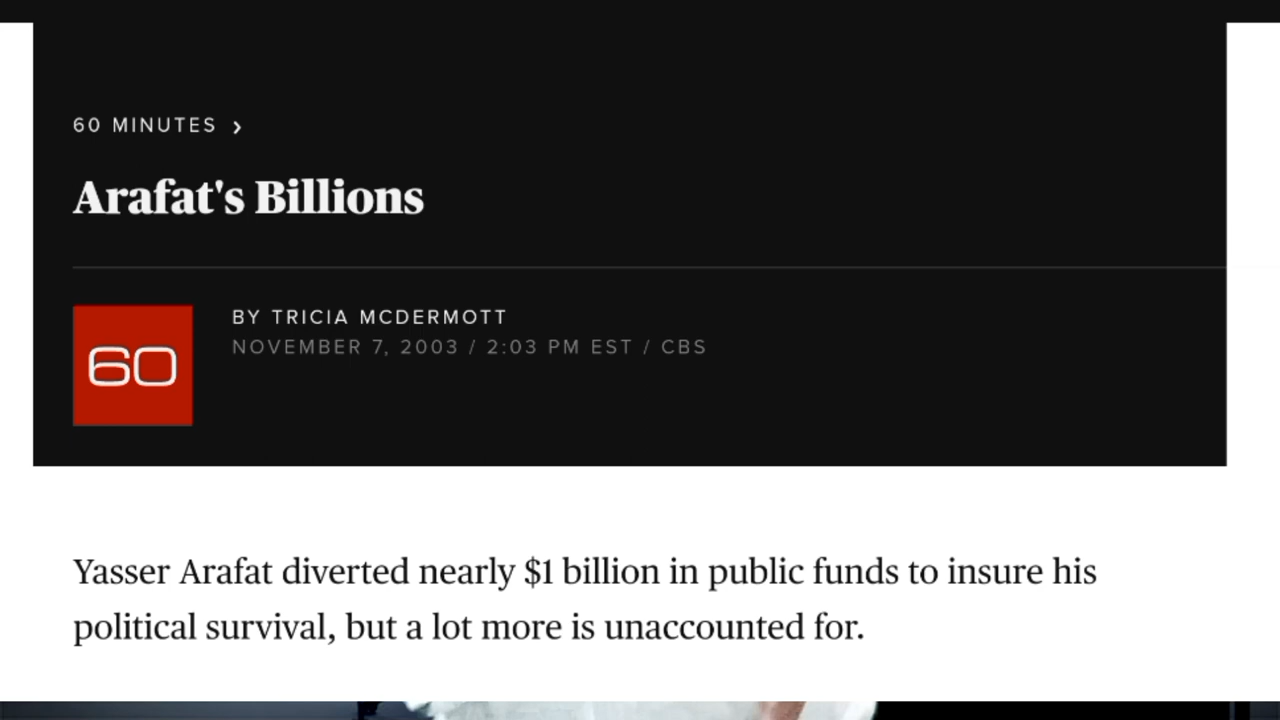 60 MINUTES ›
Arafat's Billions
60
BY TRICIA MCDERMOTT
NOVEMBER 7, 2003 / 2:03 PM EST / CBS
Yasser Arafat diverted nearly $1 billion in public funds to insure his
political survival, but a lot more is unaccounted for.